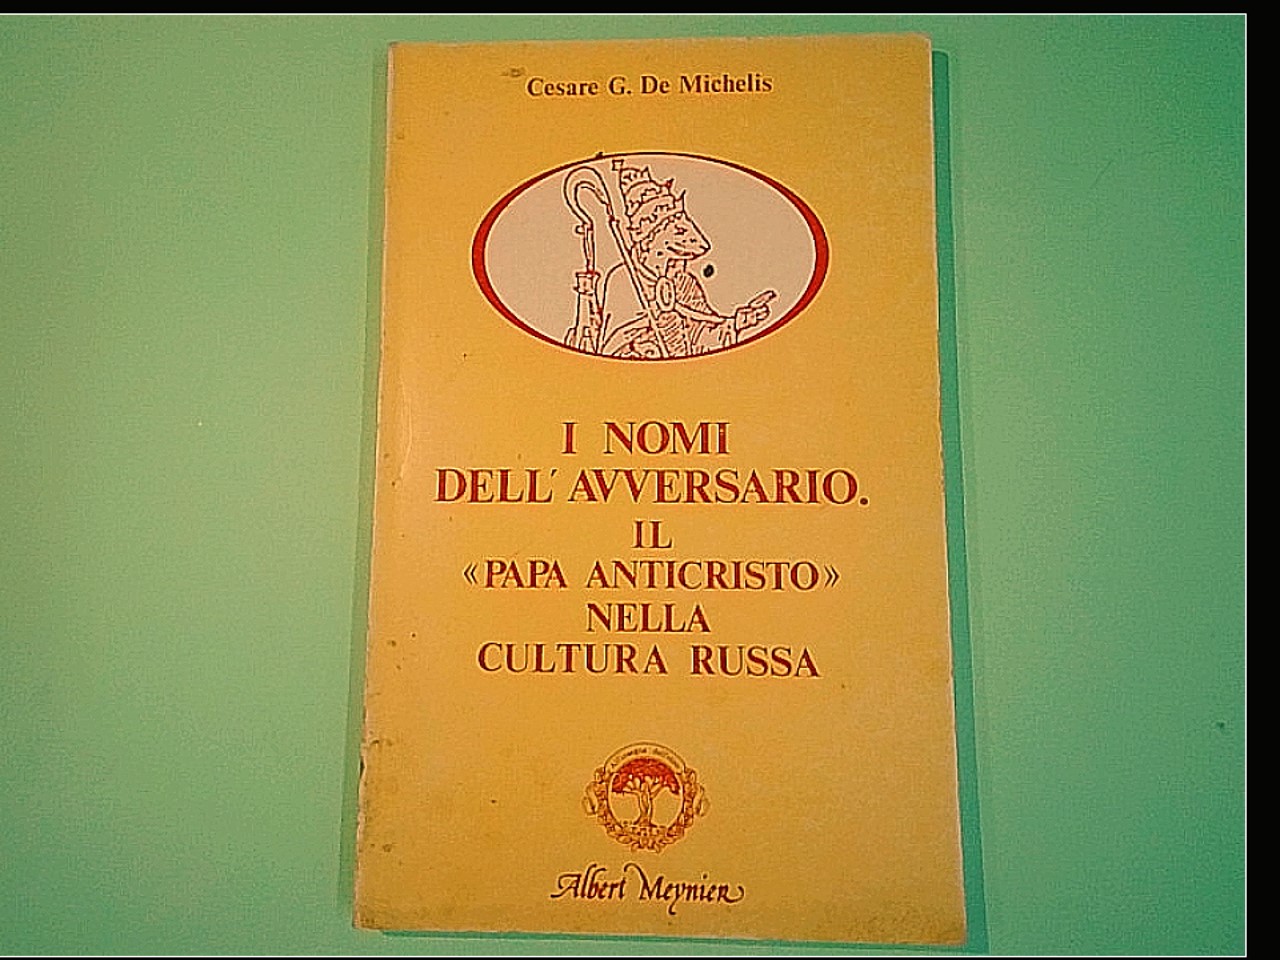 Cesare G. De Michelis
I NOMI
DELL'AVVERSARIO.
IL
«PAPA ANTICRISTO»
NELLA
CULTURA RUSSA
Albert Meynier